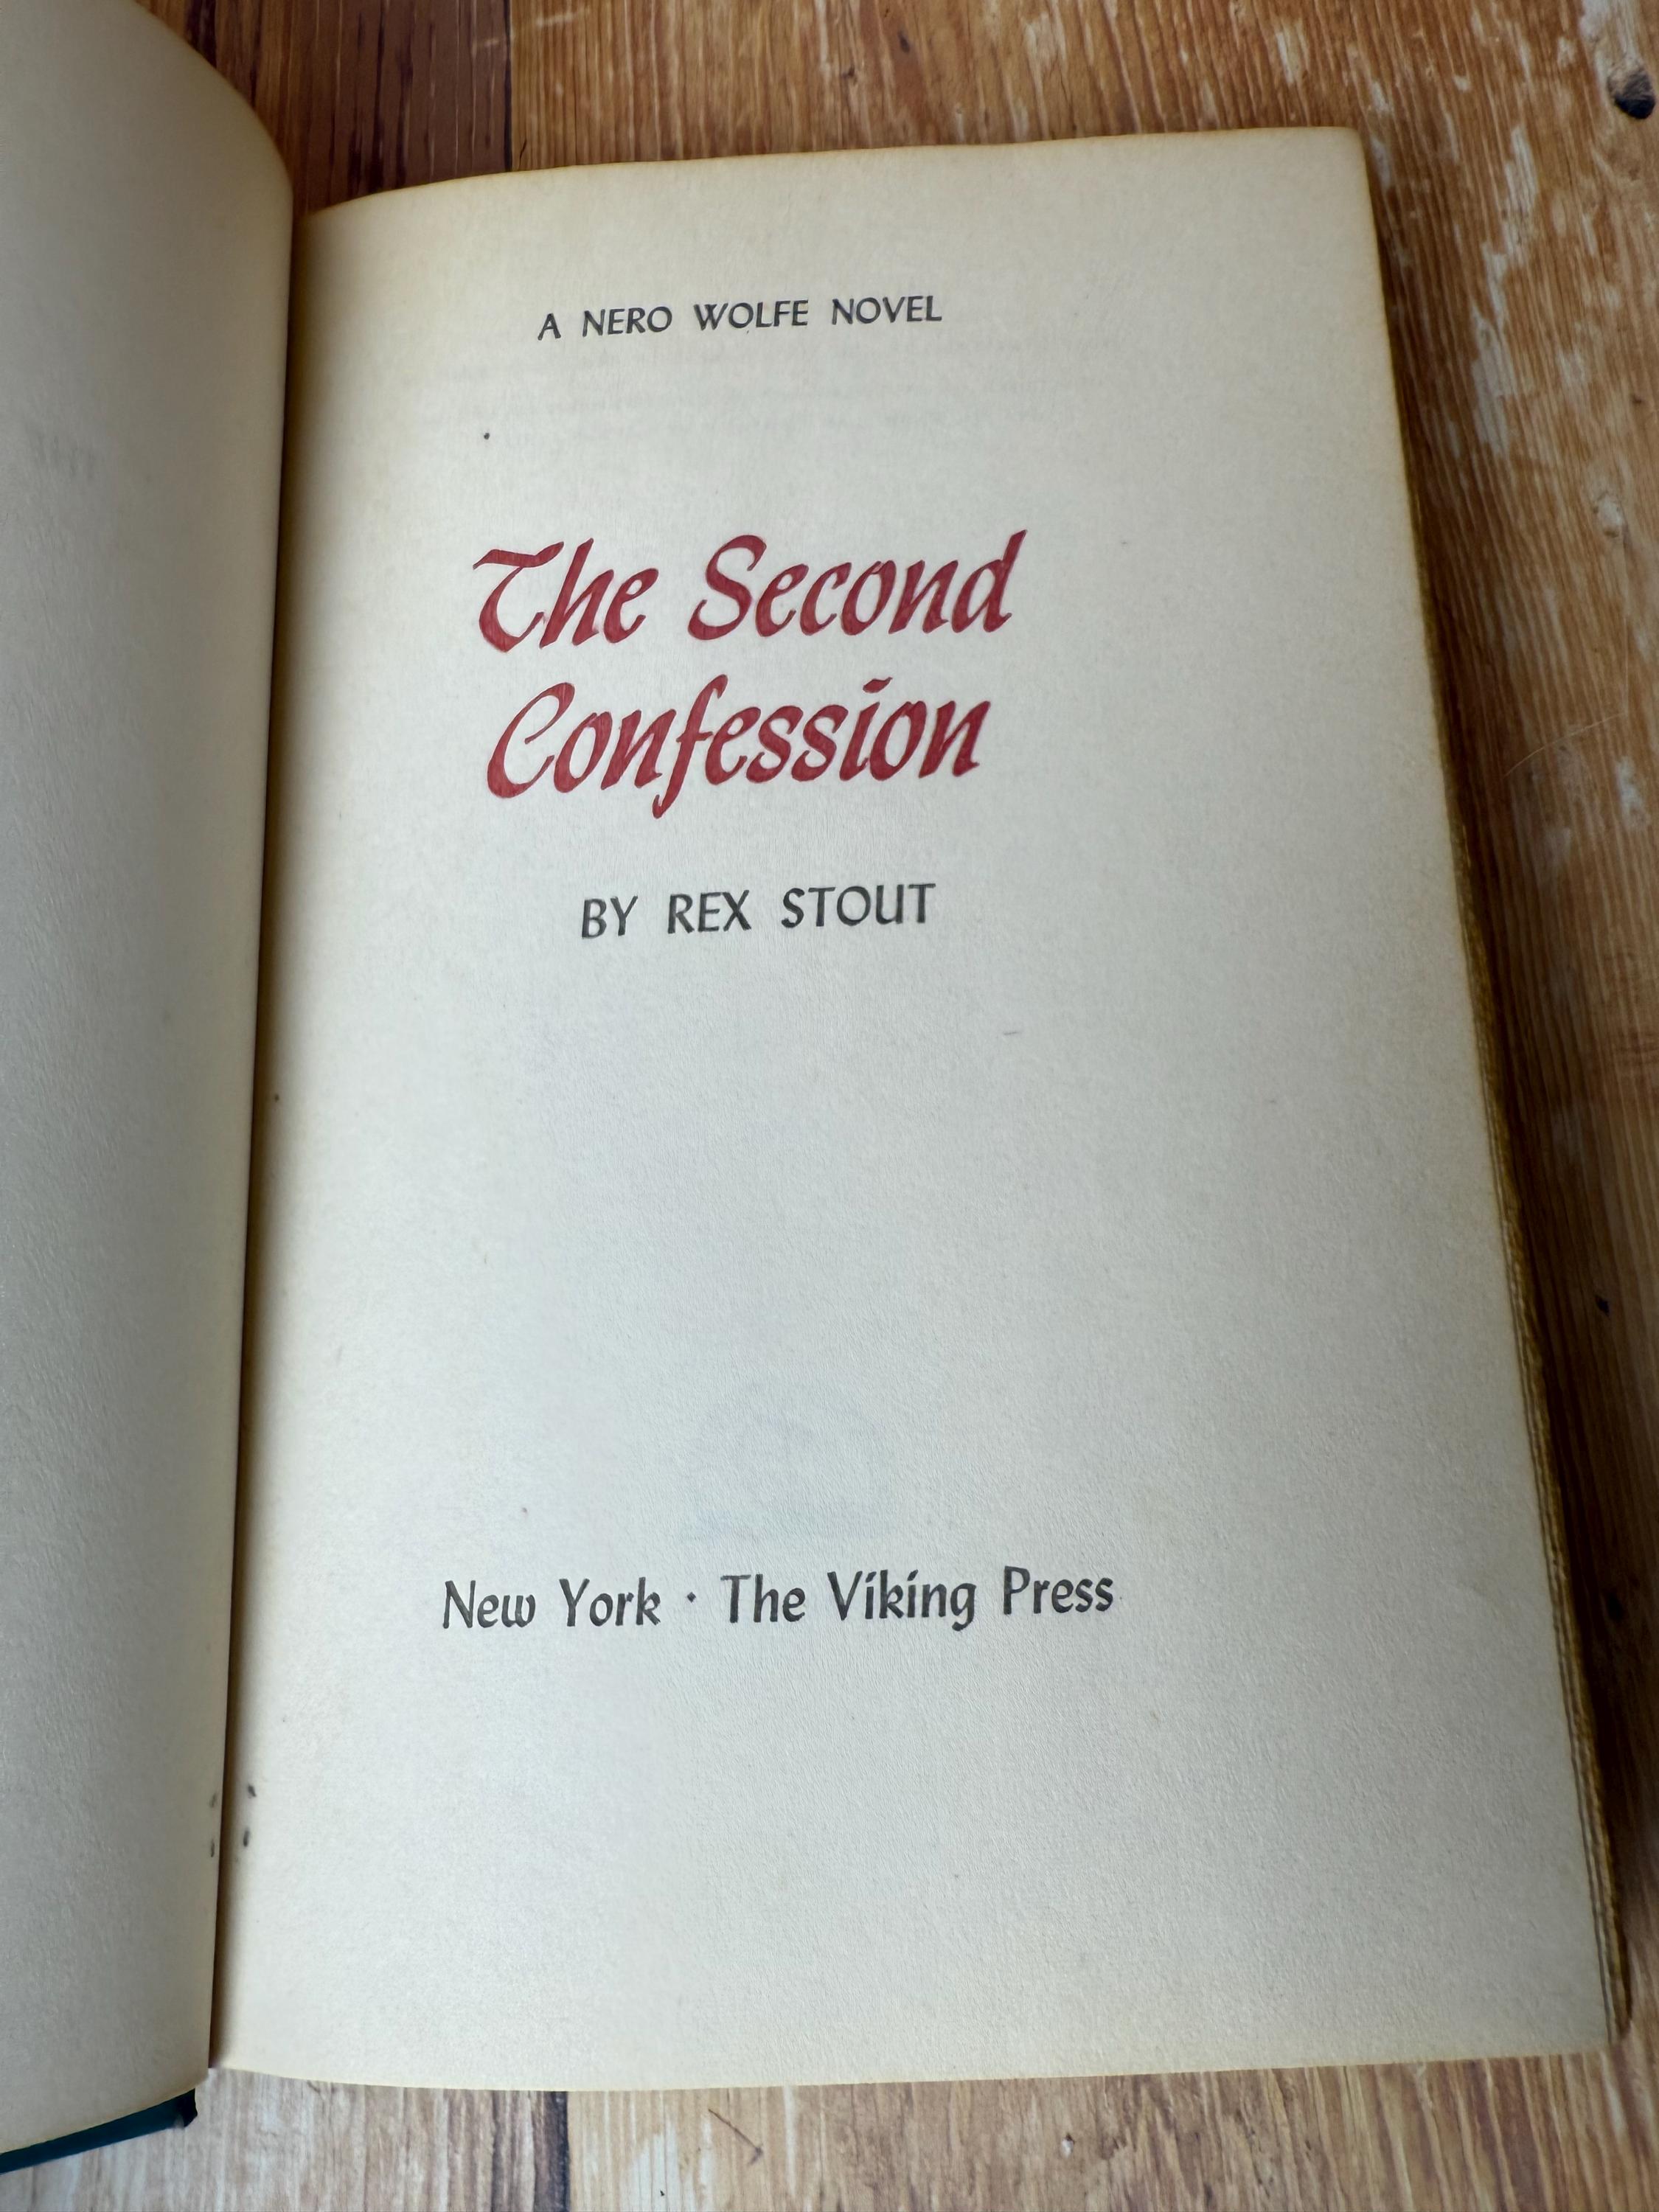 A NERO WOLFE NOVEL
The Second
Confession
BY REX STOUT
New York · The Viking Press